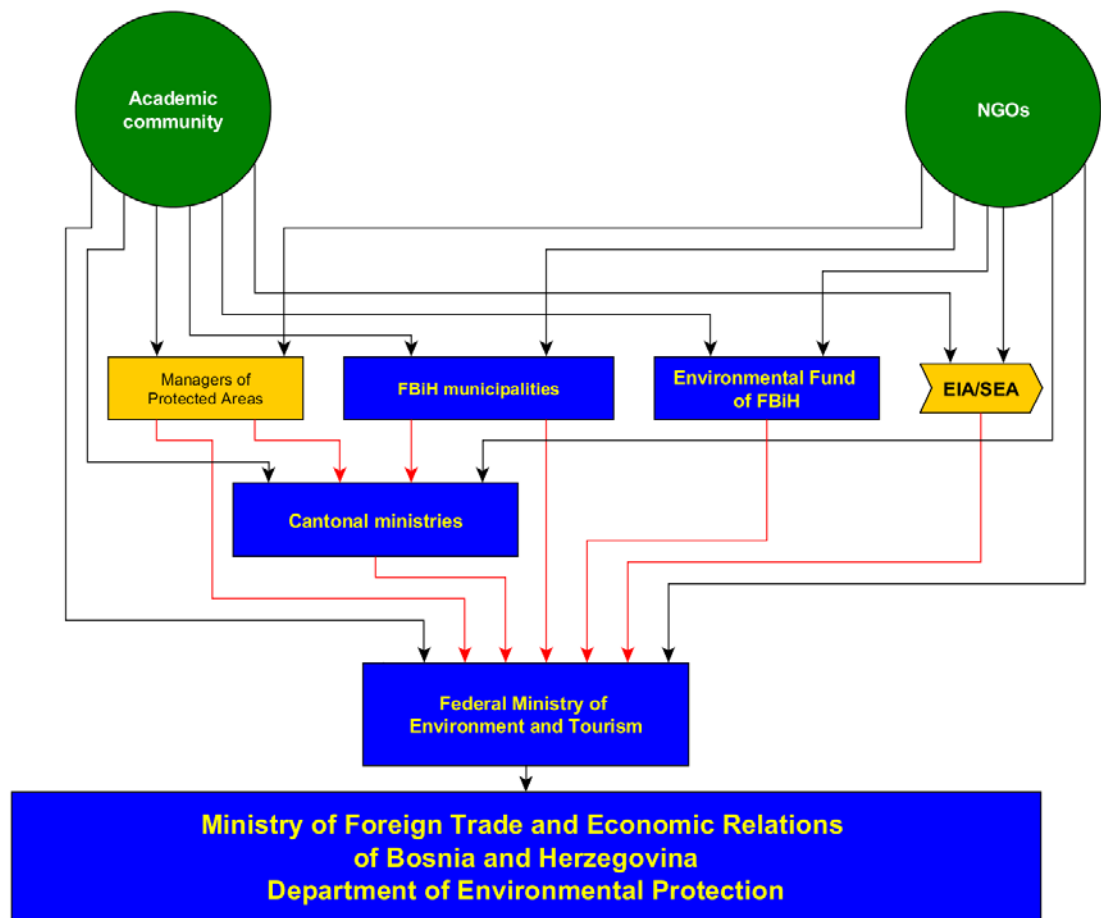 Academic
community
NGOs
Managers of
Protected Areas
FBiH municipalities
Environmental Fund
of FBiH
EIA/SEA
Cantonal ministries
Federal Ministry of
Environment and Tourism
Ministry of Foreign Trade and Economic Relations
of Bosnia and Herzegovina
Department of Environmental Protection